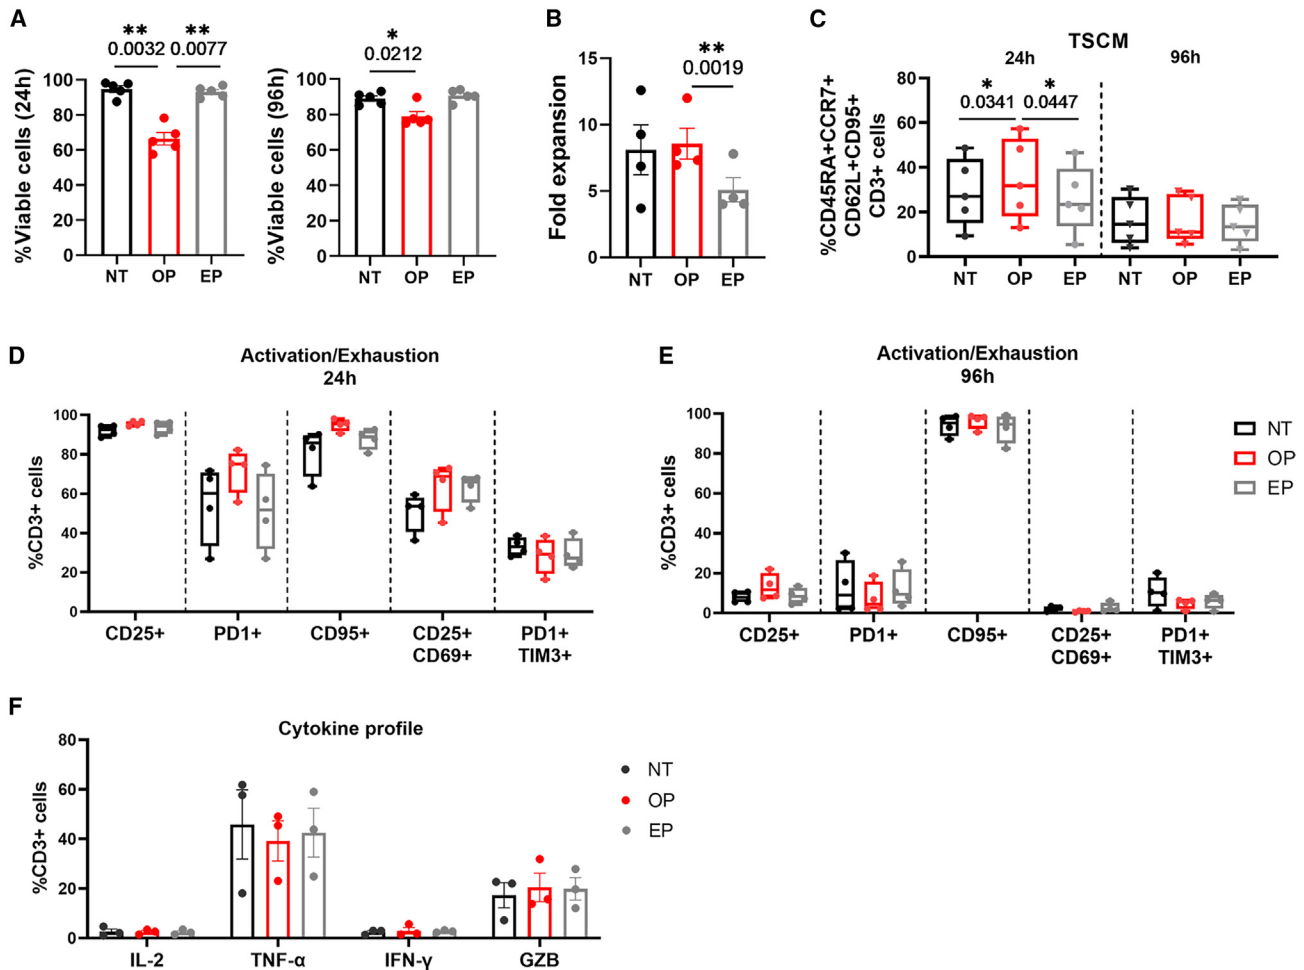 A
** **
0.0032 0.0077
%Viable cells (24h)
100
80
60
40
20
0
NT OP EP
*
0.0212
%Viable cells (96h)
100
80
60
40
20
0
NT OP EP
B
**
0.0019
Fold expansion
15
10
5
0
NT OP EP
C
TSCM
24h 96h
* *
0.0341 0.0447
%CD45RA+CCR7+
CD62L+CD95+
CD3+ cells
80
60
40
20
0
NT OP EP NT OP EP
D
Activation/Exhaustion
24h
%CD3+ cells
100
80
60
40
20
0
CD25+ PD1+ CD95+ CD25+ PD1+
CD69+ TIM3+
E
Activation/Exhaustion
96h
%CD3+ cells
100
80
60
40
20
0
CD25+ PD1+ CD95+ CD25+ PD1+
CD69+ TIM3+
NT
OP
EP
F
Cytokine profile
%CD3+ cells
80
60
40
20
0
IL-2 TNF-α IFN-γ GZB
NT
OP
EP